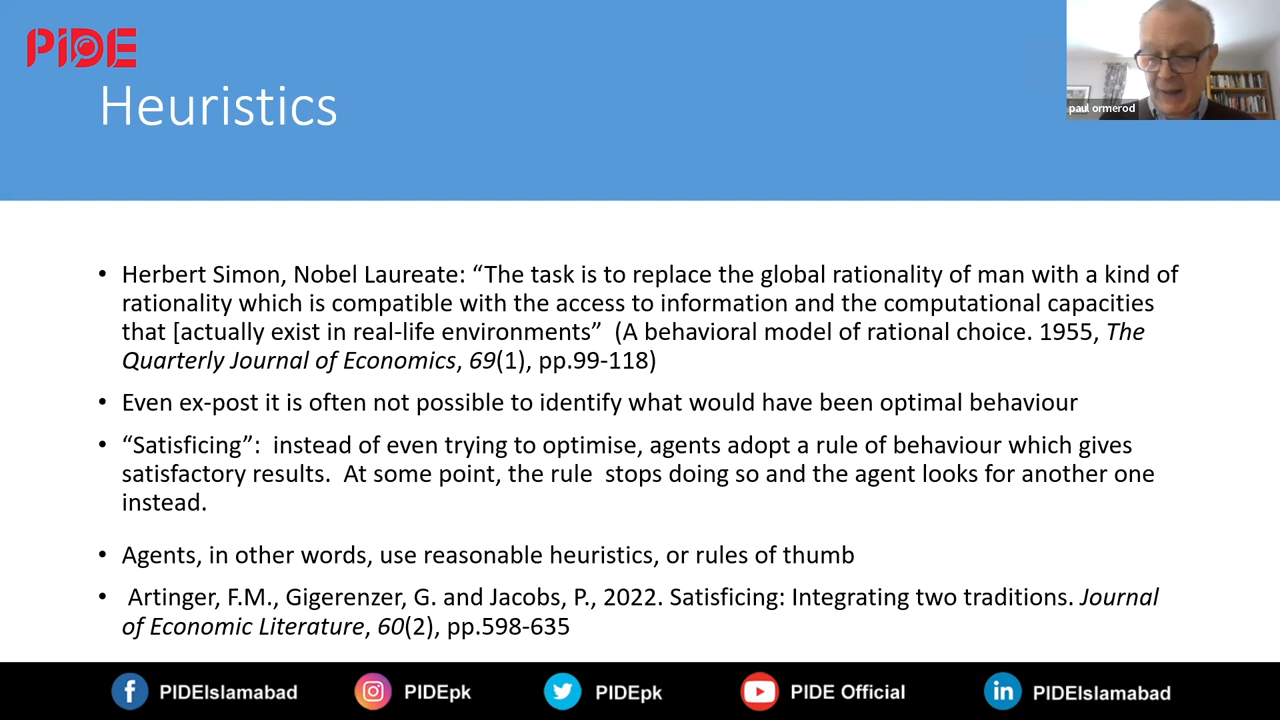 PIDE
Heuristics
paul ormerod
• Herbert Simon, Nobel Laureate: “The task is to replace the global rationality of man with a kind of
rationality which is compatible with the access to information and the computational capacities
that [actually exist in real-life environments”  (A behavioral model of rational choice. 1955, The
Quarterly Journal of Economics, 69(1), pp.99-118)
• Even ex-post it is often not possible to identify what would have been optimal behaviour
• “Satisficing”:  instead of even trying to optimise, agents adopt a rule of behaviour which gives
satisfactory results.  At some point, the rule  stops doing so and the agent looks for another one
instead.
• Agents, in other words, use reasonable heuristics, or rules of thumb
• Artinger, F.M., Gigerenzer, G. and Jacobs, P., 2022. Satisficing: Integrating two traditions. Journal
of Economic Literature, 60(2), pp.598-635
PIDEIslamabad PIDEpk PIDEpk PIDE Official PIDEIslamabad